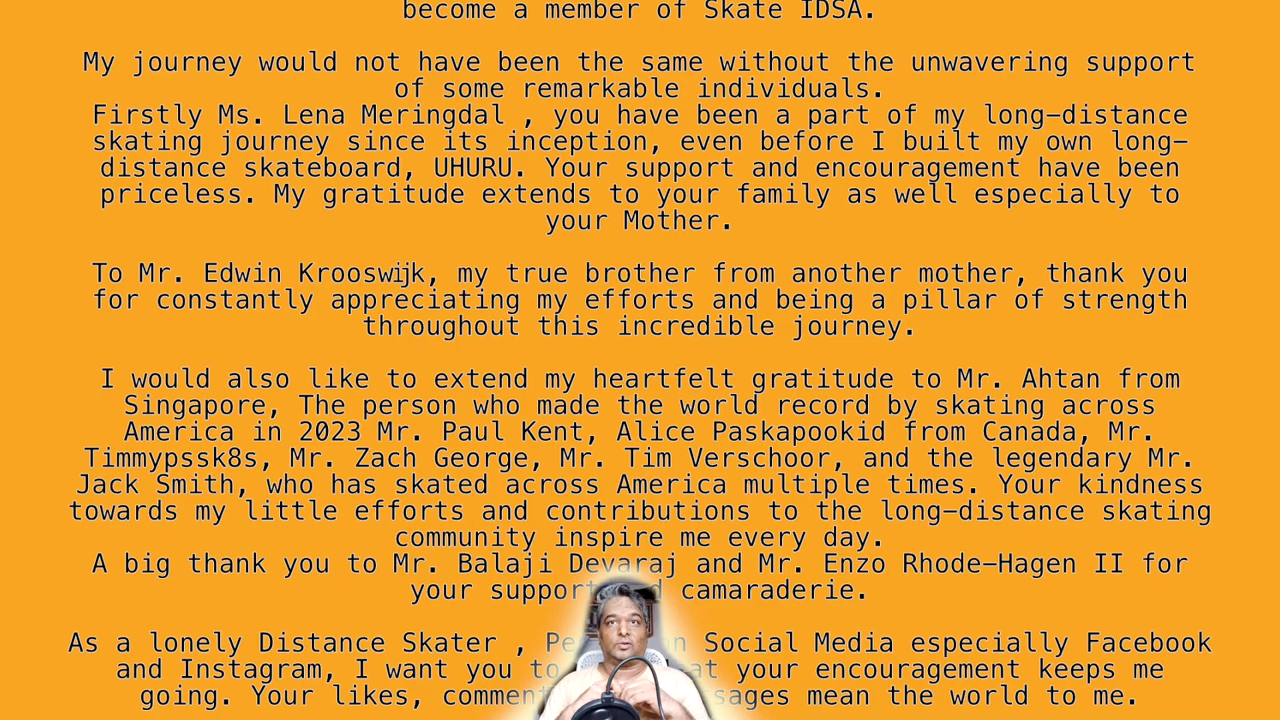 become a member of Skate IDSA.
My journey would not have been the same without the unwavering support
of some remarkable individuals.
Firstly Ms. Lena Meringdal , you have been a part of my long-distance
skating journey since its inception, even before I built my own long-
distance skateboard, UHURU. Your support and encouragement have been
priceless. My gratitude extends to your family as well especially to
your Mother.
To Mr. Edwin Krooswijk, my true brother from another mother, thank you
for constantly appreciating my efforts and being a pillar of strength
throughout this incredible journey.
I would also like to extend my heartfelt gratitude to Mr. Ahtan from
Singapore, The person who made the world record by skating across
America in 2023 Mr. Paul Kent, Alice Paskapookid from Canada, Mr.
Timmypssk8s, Mr. Zach George, Mr. Tim Verschoor, and the legendary Mr.
Jack Smith, who has skated across America multiple times. Your kindness
towards my little efforts and contributions to the long-distance skating
community inspire me every day.
A big thank you to Mr. Balaji Devaraj and Mr. Enzo Rhode-Hagen II for
your support camaraderie.
As a lonely Distance Skater , Social Media especially Facebook
and Instagram, I want you to your encouragement keeps me
going. Your likes, mean the world to me.